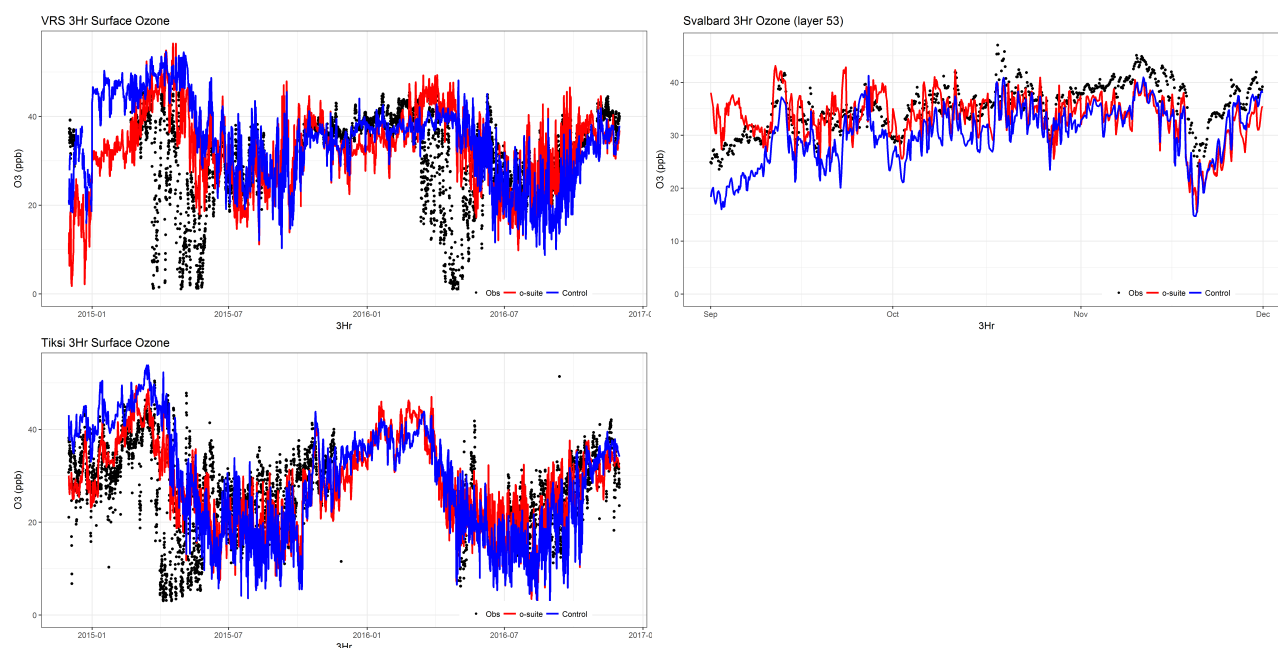 VRS 3Hr Surface Ozone
O3 (ppb)
40
20
0
Obs o-suite Control
2015-01 2015-07 2016-01 2016-07 2017-0
3Hr
Svalbard 3Hr Ozone (layer 53)
O3 (ppb)
40
30
20
10
0
Obs o-suite Control
Sep Oct Nov Dec
3Hr
Tiksi 3Hr Surface Ozone
O3 (ppb)
40
20
0
Obs o-suite Control
2015-01 2015-07 2016-01 2016-07 2017-0
3Hr